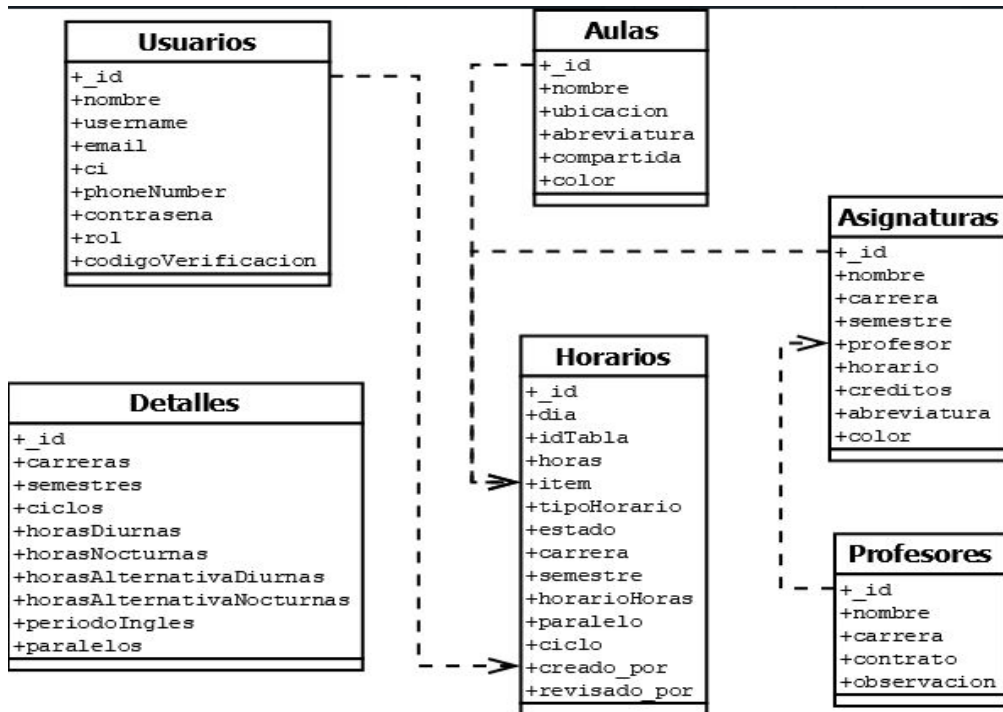 Usuarios
+_id
+nombre
+username
+email
+ci
+phoneNumber
+contrasena
+rol
+codigoVerificacion
Aulas
+_id
+nombre
+ubicacion
+abreviatura
+compartida
+color
Asignaturas
+_id
+nombre
+carrera
+semestre
+profesor
+horario
+creditos
+abreviatura
+color
Detalles
+_id
+carreras
+semestres
+ciclos
+horasDiurnas
+horasNocturnas
+horasAlternativaDiurnas
+horasAlternativaNocturnas
+periodoIngles
+paralelos
Horarios
+_id
+dia
+idTabla
+horas
+item
+tipoHorario
+estado
+carrera
+semestre
+horarioHoras
+paralelo
+ciclo
+creado_por
+revisado_por
Profesores
+_id
+nombre
+carrera
+contrato
+observacion